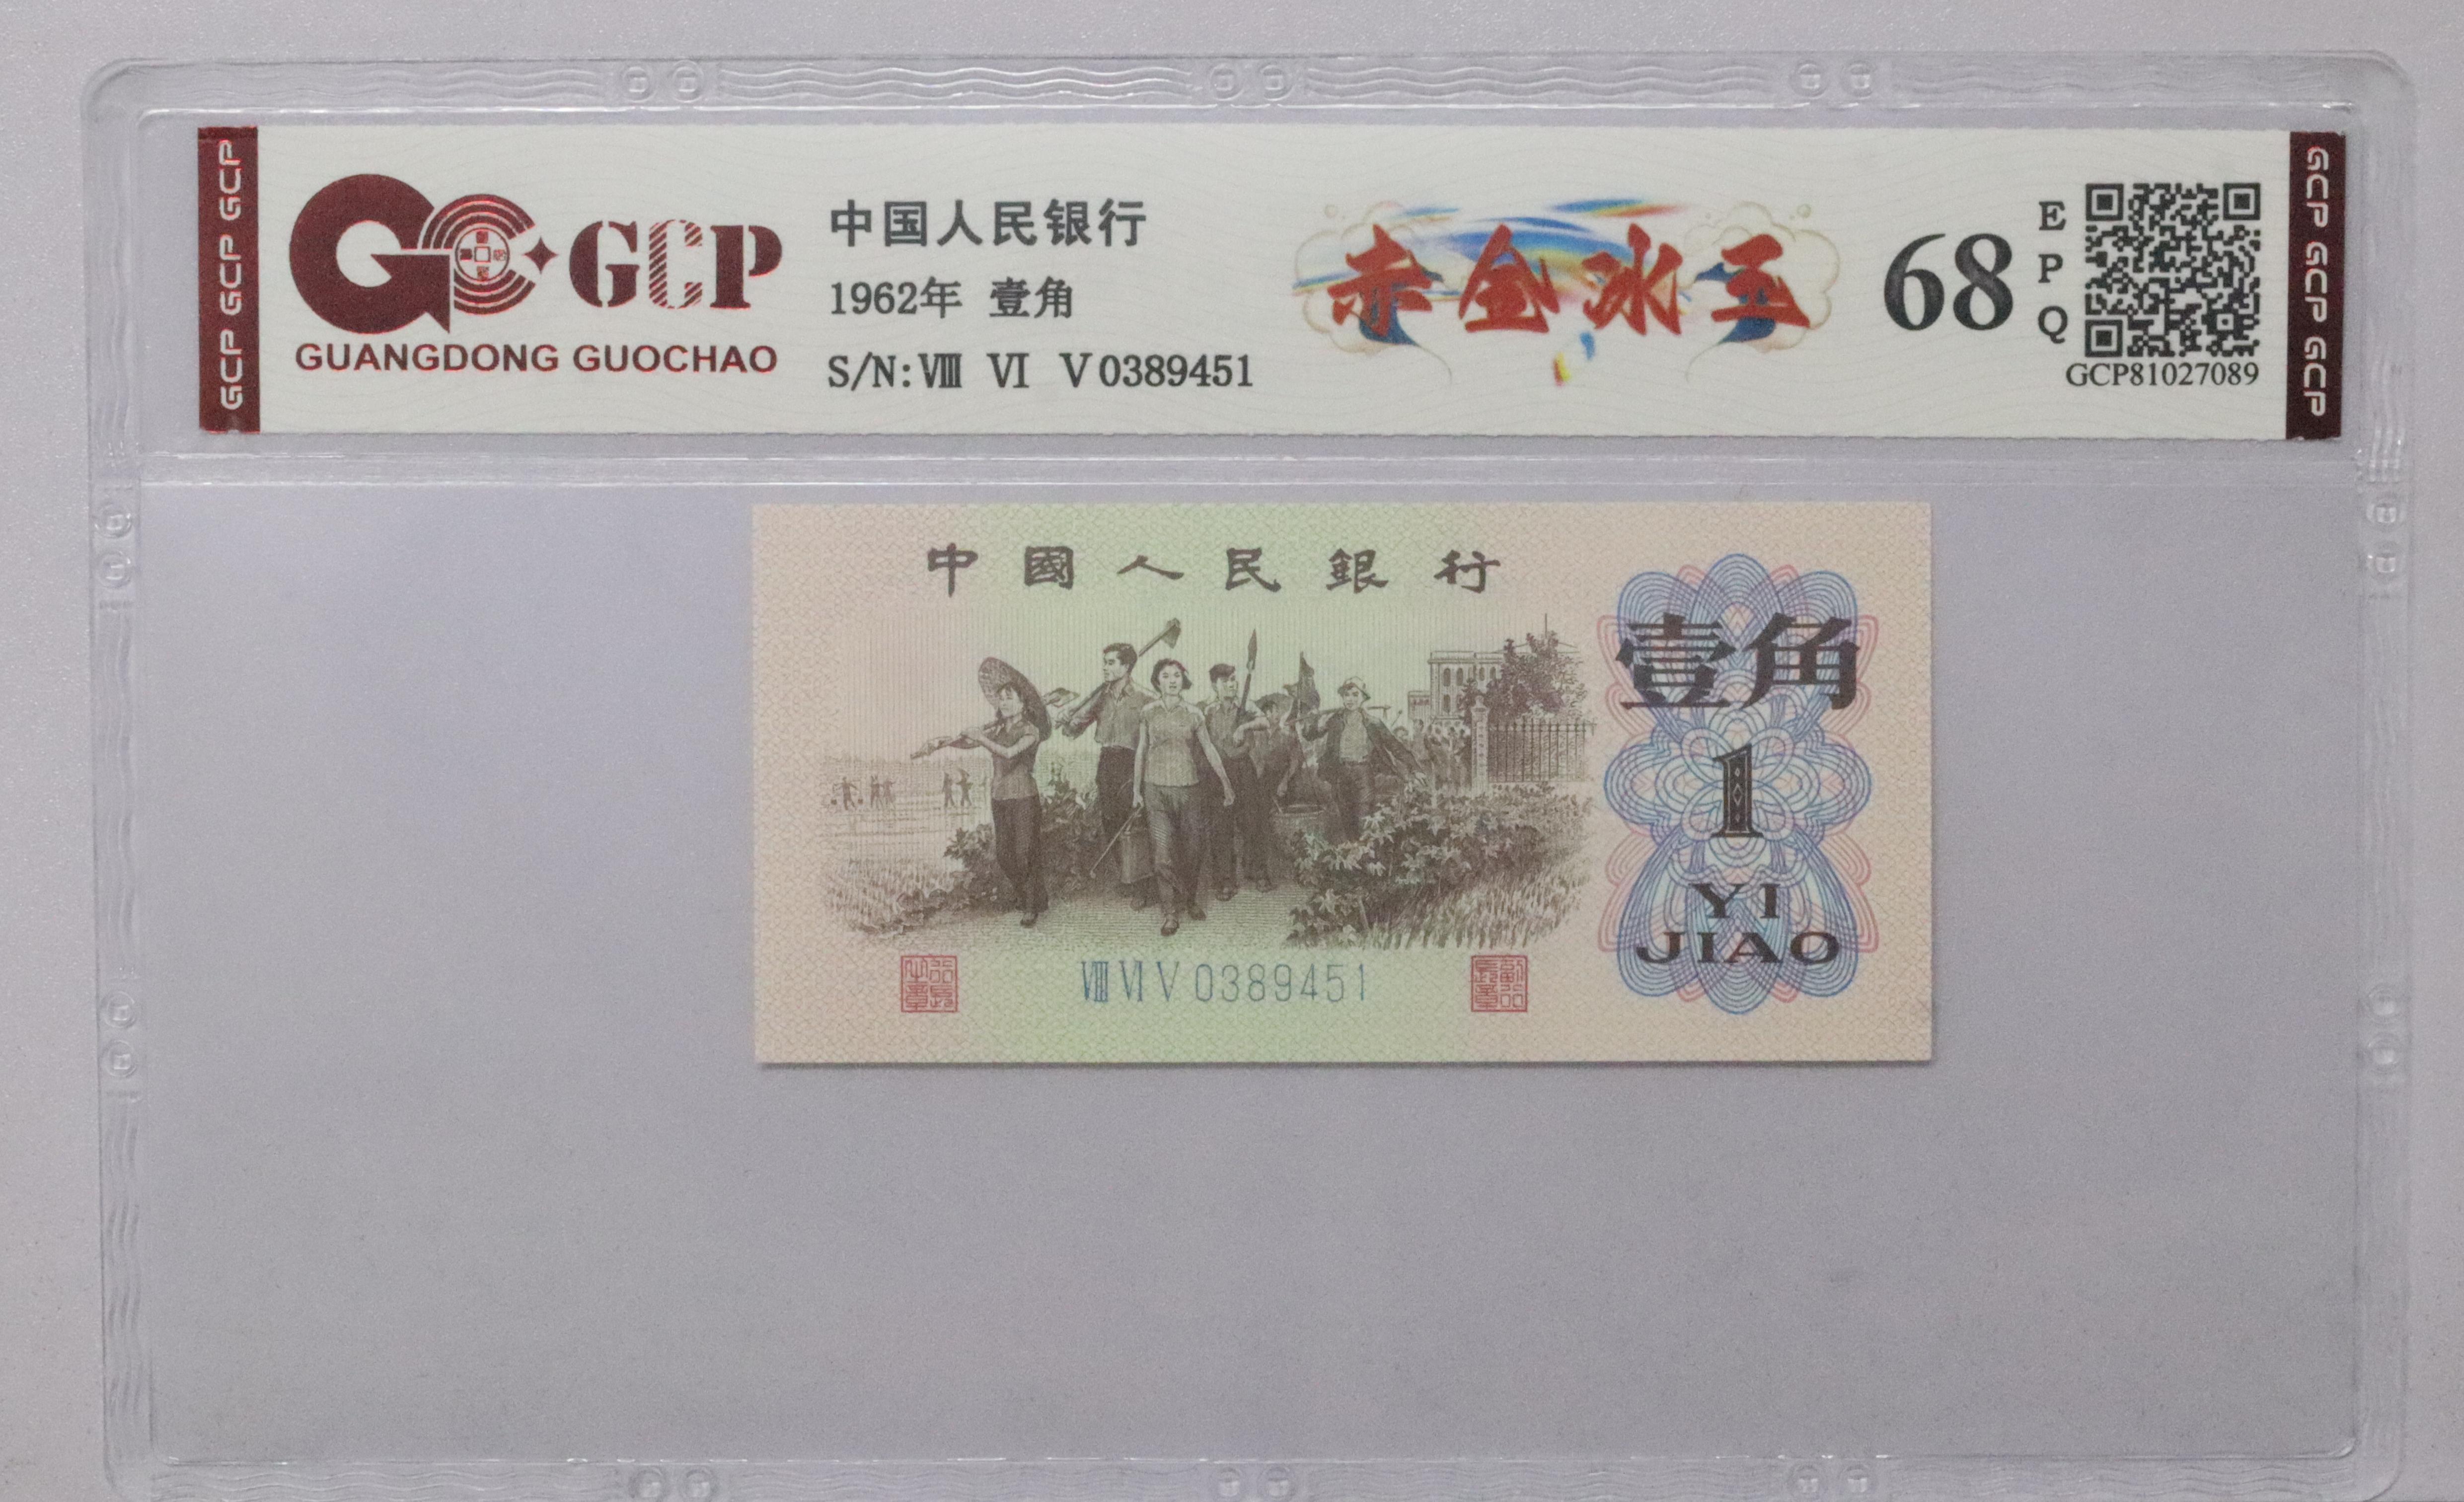 GCP GCP GCP
GCP
GUANGDONG GUOCHAO
中国人民银行
1962年 壹角
S/N:Ⅷ Ⅵ Ⅴ0389451
赤金冰王
68
EPQ
GCP81027089
GCP GCP GCP
中國人民銀行
壹角
1
YI
JIAO
ⅧⅥⅤ0389451